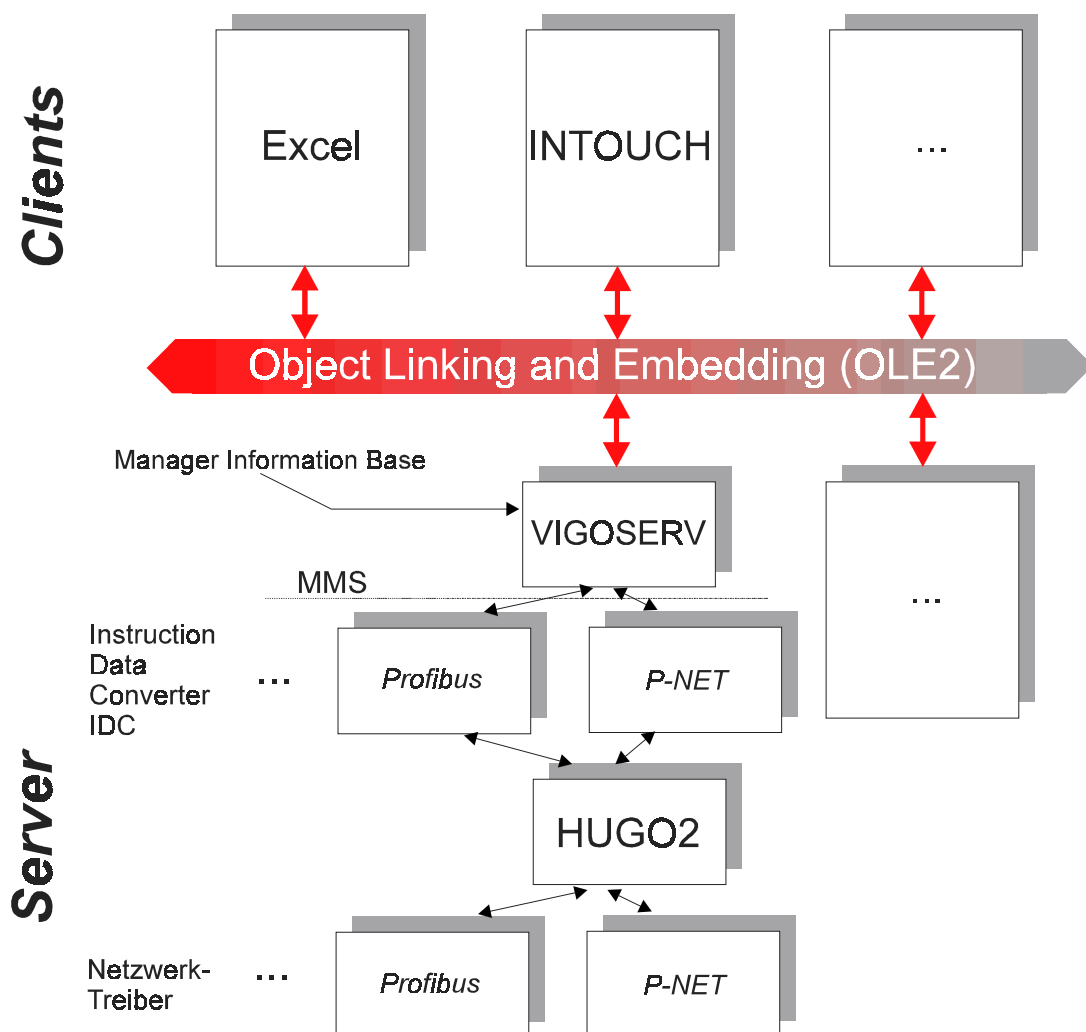 Clients
Excel
INTOUCH
...
Object Linking and Embedding (OLE2)
Manager Information Base
VIGOSERV
...
MMS
Instruction
Data
Converter
IDC
...
Profibus
P-NET
Server
HUGO2
Netzwerk-
Treiber
...
Profibus
P-NET